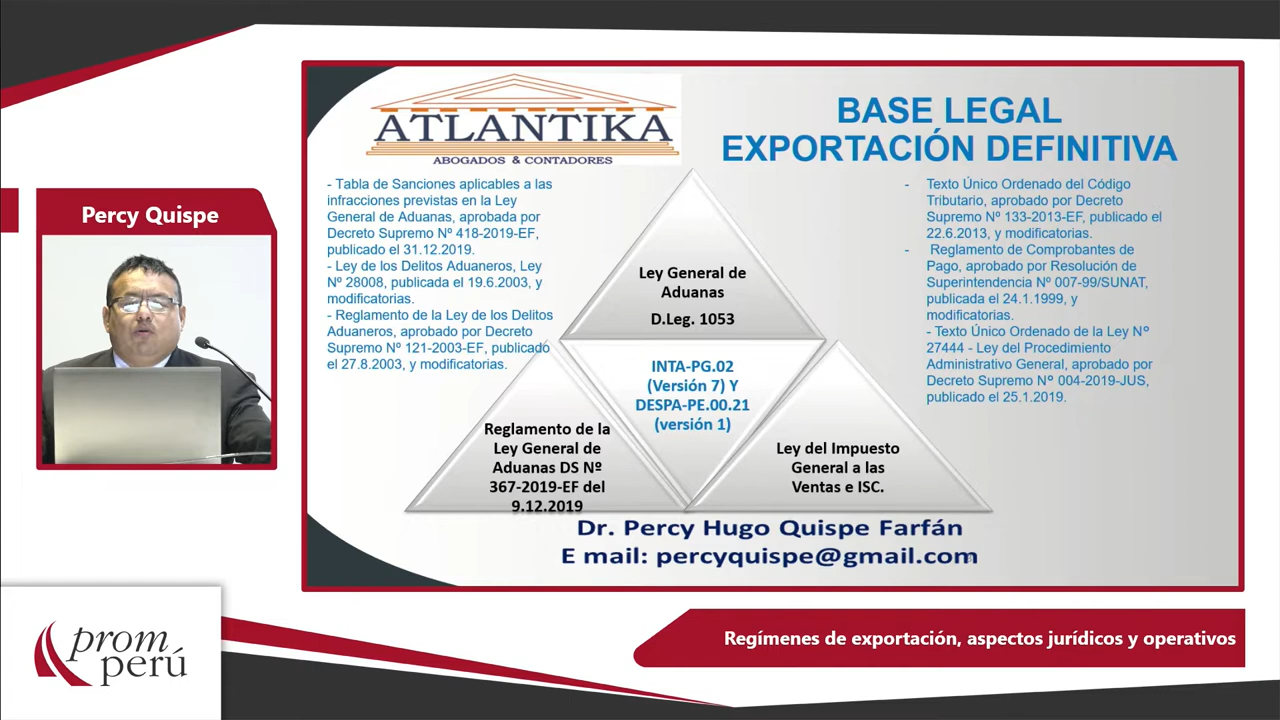 Percy Quispe
ATLANTIKA
ABOGADOS & CONTADORES
BASE LEGAL
EXPORTACIÓN DEFINITIVA
- Tabla de Sanciones aplicables a las
infracciones previstas en la Ley
General de Aduanas, aprobada por
Decreto Supremo Nº 418-2019-EF,
publicado el 31.12.2019.
- Ley de los Delitos Aduaneros, Ley
Nº 28008, publicada el 19.6.2003, y
modificatorias.
- Reglamento de la Ley de los Delitos
Aduaneros, aprobado por Decreto
Supremo Nº 121-2003-EF, publicado
el 27.8.2003, y modificatorias.
Ley General de
Aduanas
D.Leg. 1053
INTA-PG.02
(Versión 7) Y
DESPA-PE.00.21
(versión 1)
Reglamento de la
Ley General de
Aduanas DS Nº
367-2019-EF del
9.12.2019
Ley del Impuesto
General a las
Ventas e ISC.
- Texto Único Ordenado del Código
Tributario, aprobado por Decreto
Supremo Nº 133-2013-EF, publicado el
22.6.2013, y modificatorias.
- Reglamento de Comprobantes de
Pago, aprobado por Resolución de
Superintendencia Nº 007-99/SUNAT,
publicada el 24.1.1999, y
modificatorias.
- Texto Único Ordenado de la Ley N°
27444 - Ley del Procedimiento
Administrativo General, aprobado por
Decreto Supremo N° 004-2019-JUS,
publicado el 25.1.2019.
Dr. Percy Hugo Quispe Farfán
E mail: percyquispe@gmail.com
prom
perú
Regímenes de exportación, aspectos jurídicos y operativos